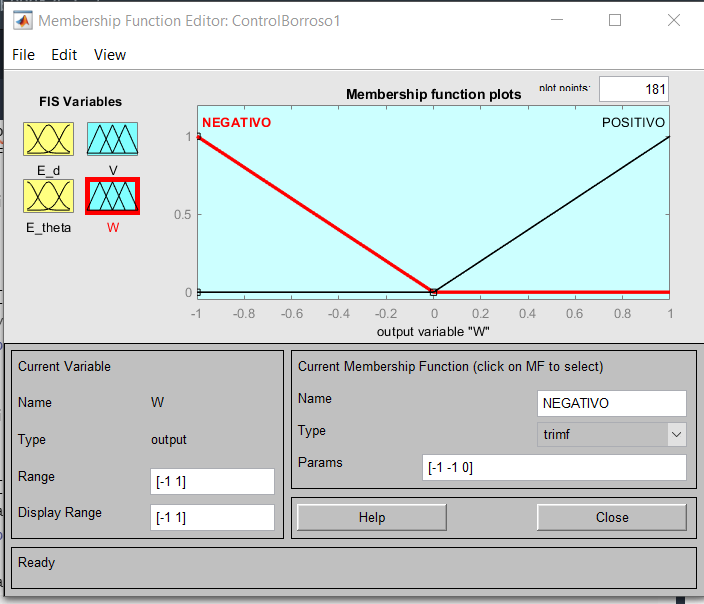 Membership Function Editor: ControlBorroso1
File Edit View
FIS Variables
E_d
V
E_theta
W
Membership function plots
plot points:
181
NEGATIVO
POSITIVO
1
0.5
0
-1 -0.8 -0.6 -0.4 -0.2 0 0.2 0.4 0.6 0.8 1
output variable "W"
Current Variable
Name W
Type output
Range [-1 1]
Display Range [-1 1]
Current Membership Function (click on MF to select)
Name NEGATIVO
Type trimf
Params [-1 -1 0]
Help Close
Ready